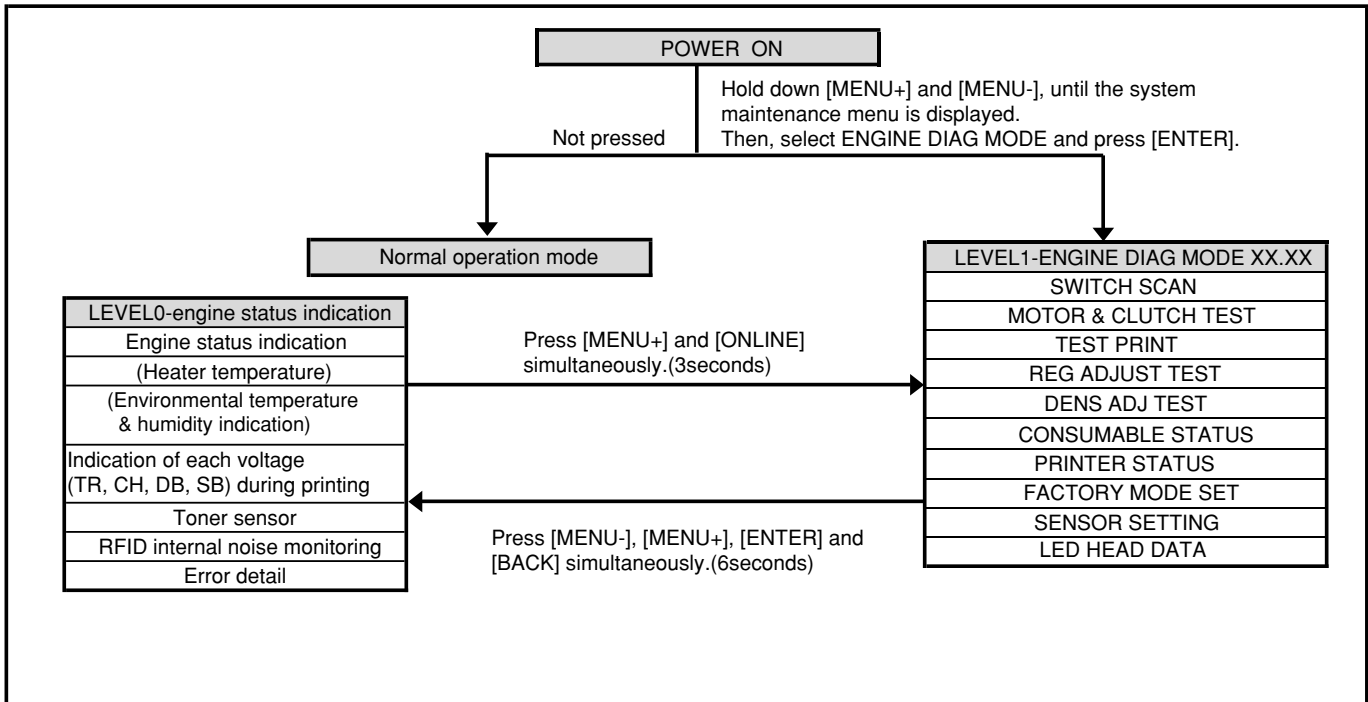 POWER ON
Hold down [MENU+] and [MENU-], until the system
maintenance menu is displayed.
Then, select ENGINE DIAG MODE and press [ENTER].
Not pressed
Normal operation mode
LEVEL0-engine status indication
Engine status indication
(Heater temperature)
(Environmental temperature
& humidity indication)
Indication of each voltage
(TR, CH, DB, SB) during printing
Toner sensor
RFID internal noise monitoring
Error detail
Press [MENU+] and [ONLINE]
simultaneously.(3seconds)
Press [MENU-], [MENU+], [ENTER] and
[BACK] simultaneously.(6seconds)
LEVEL1-ENGINE DIAG MODE XX.XX
SWITCH SCAN
MOTOR & CLUTCH TEST
TEST PRINT
REG ADJUST TEST
DENS ADJ TEST
CONSUMABLE STATUS
PRINTER STATUS
FACTORY MODE SET
SENSOR SETTING
LED HEAD DATA